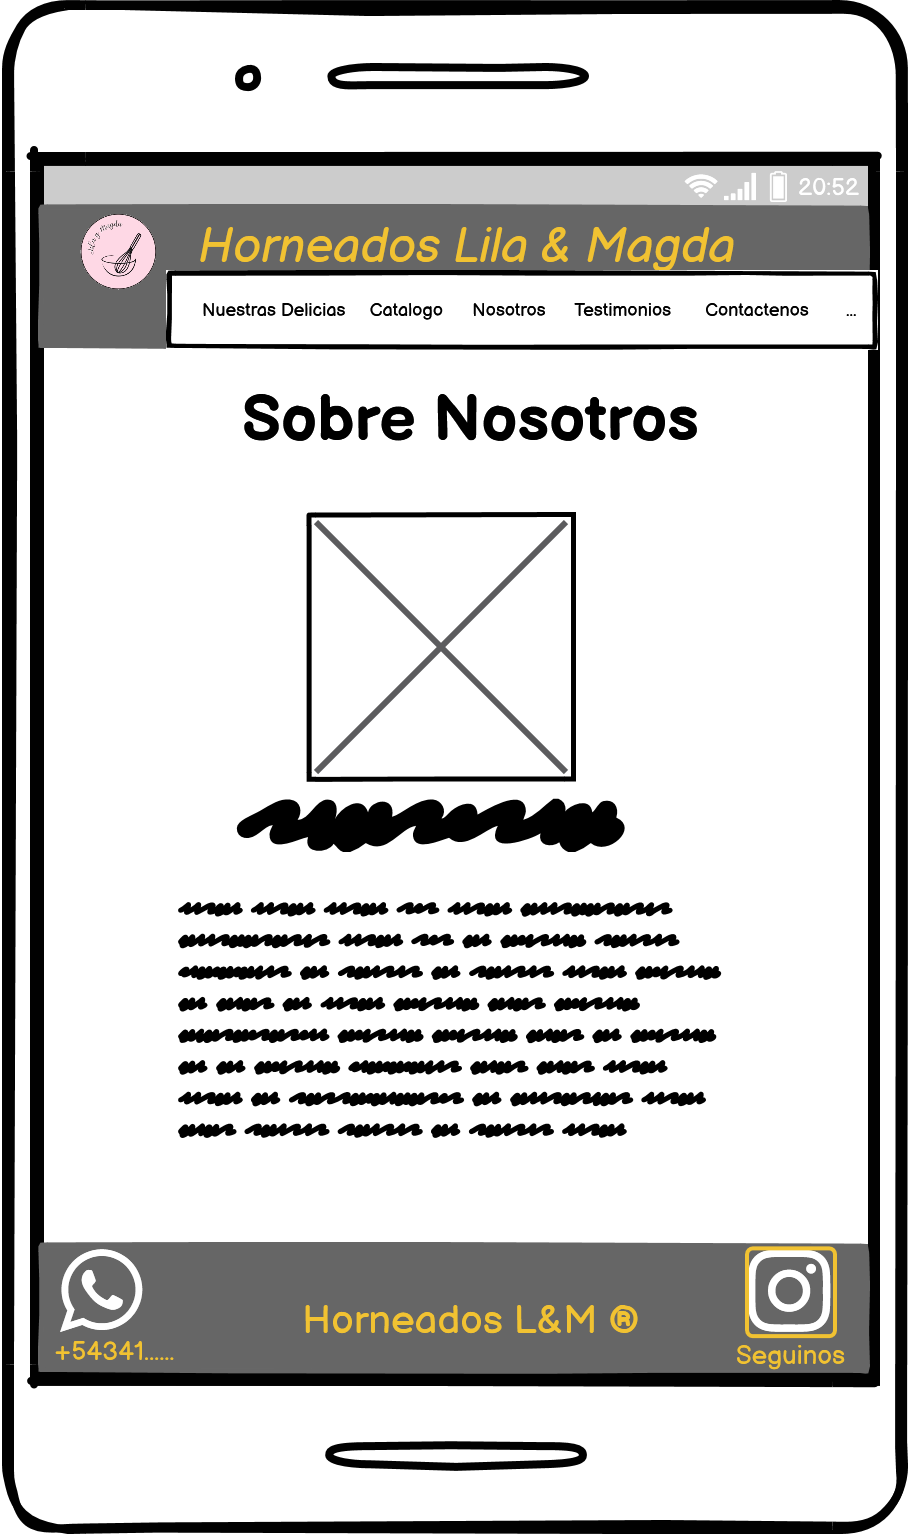 20:52
Lila y Magda
Horneados Lila & Magda
Nuestras Delicias Catalogo Nosotros Testimonios Contactenos ...
Sobre Nosotros
Horneados L&M ®
+54341......
Seguinos